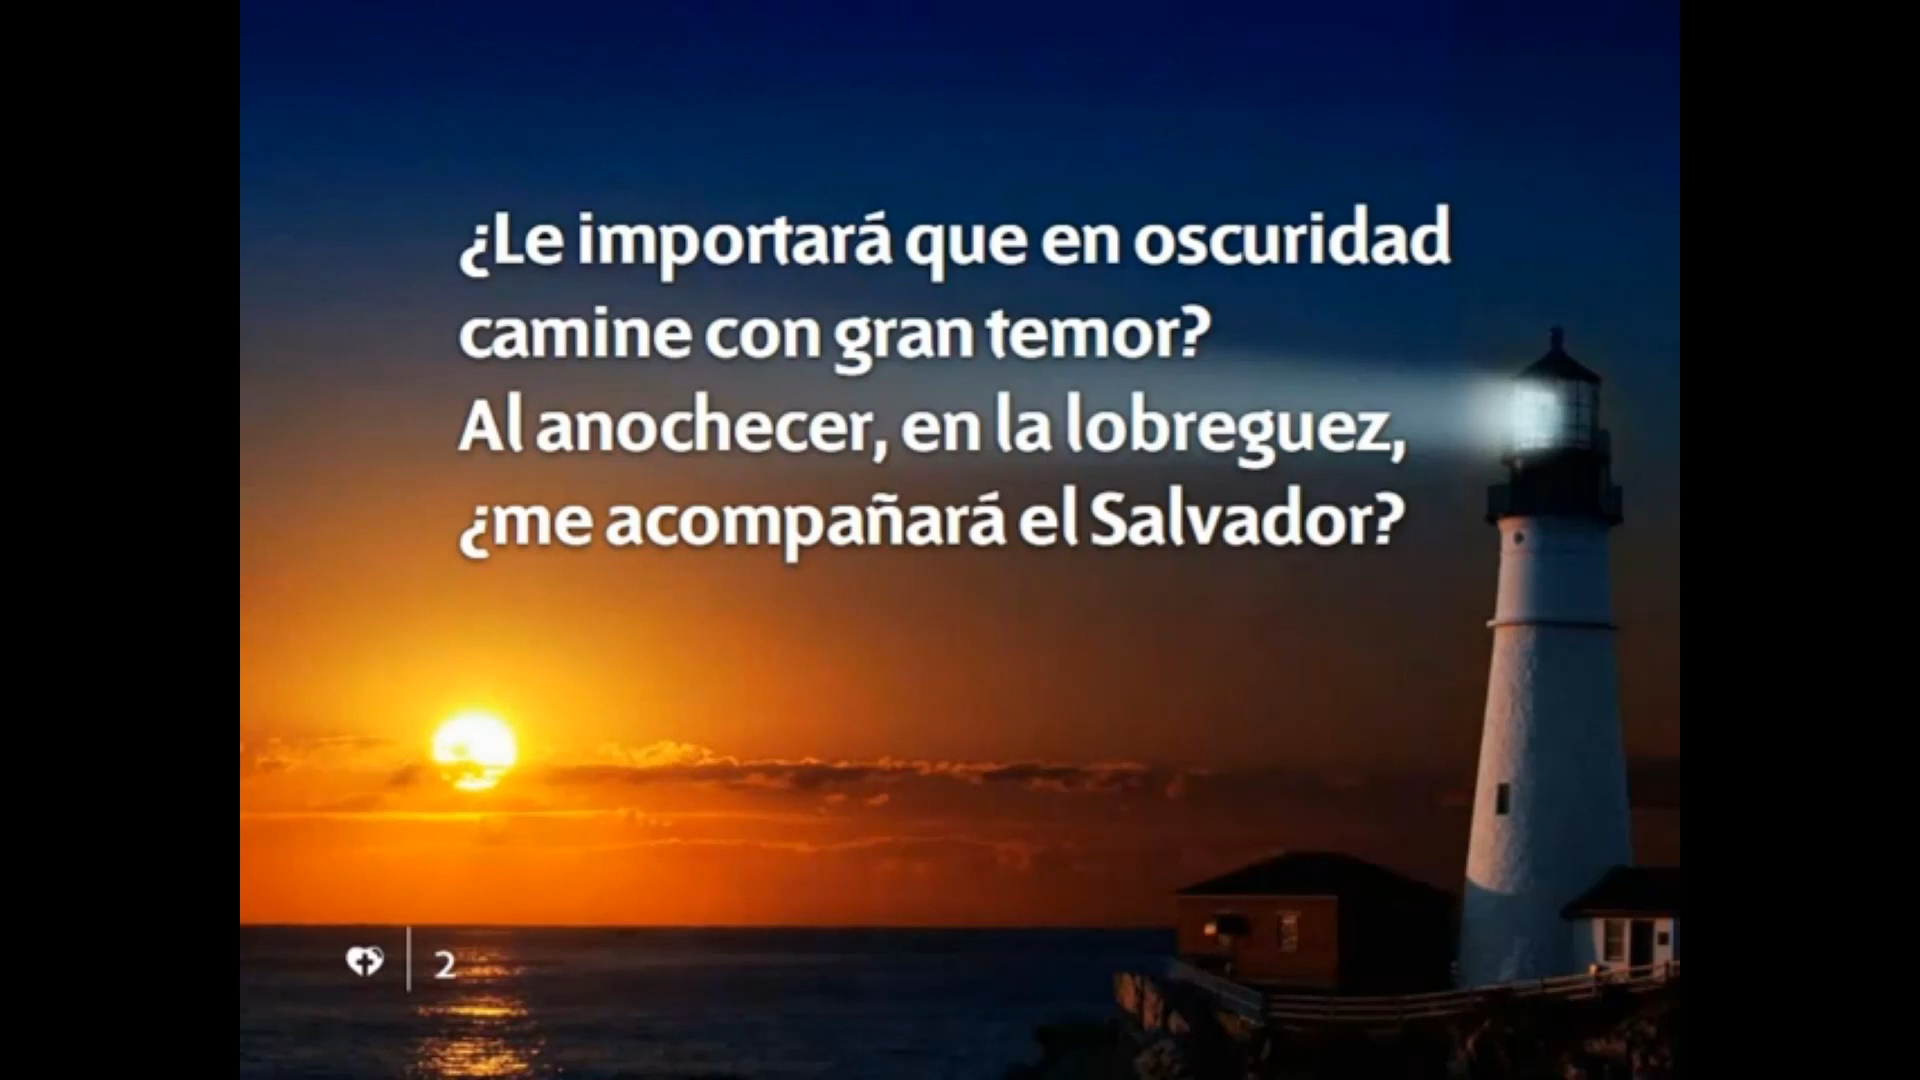 ¿Le importará que en oscuridad
camine con gran temor?
Al anochecer, en la lobreguez,
¿me acompañará el Salvador?
2